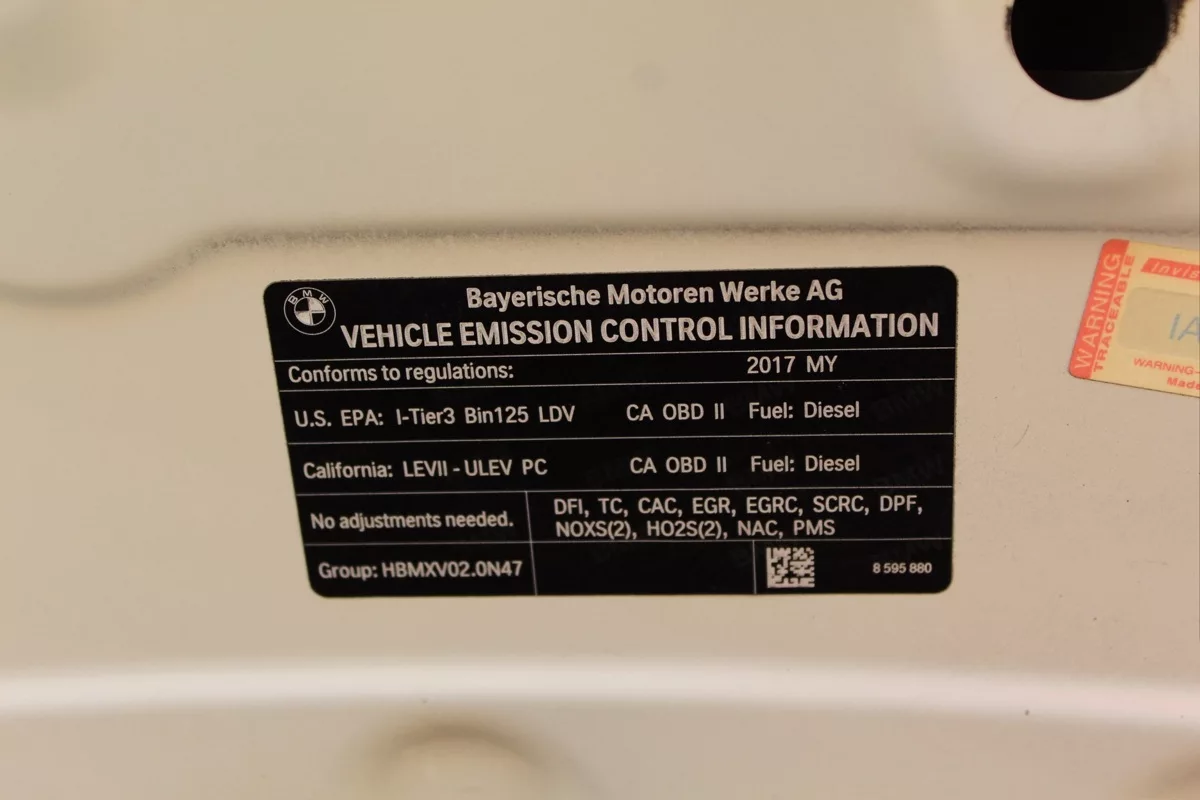 BMW
Bayerische Motoren Werke AG
VEHICLE EMISSION CONTROL INFORMATION
Conforms to regulations: 2017 MY
U.S. EPA: I-Tier3 Bin125 LDV CA OBD II Fuel: Diesel
California: LEVII - ULEV PC CA OBD II Fuel: Diesel
No adjustments needed.
DFI, TC, CAC, EGR, EGRC, SCRC, DPF,
NOXS(2), HO2S(2), NAC, PMS
Group: HBMXV02.0N47
8 595 880
WARNING
TRACEABLE
WARNING-